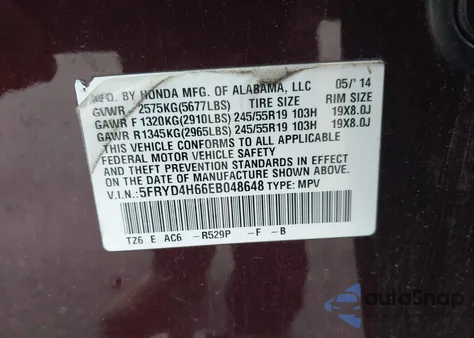 MFD. BY HONDA MFG. OF ALABAMA, LLC 05/'14
GVWR 2575KG(5677LBS) TIRE SIZE RIM SIZE
GAWR F 1320KG(2910LBS) 245/55R19 103H 19X8.0J
GAWR R1345KG(2965LBS) 245/55R19 103H 19X8.0J
THIS VEHICLE CONFORMS TO ALL APPLICABLE
FEDERAL MOTOR VEHICLE SAFETY, BUMPER,
AND THEFT PREVENTION STANDARDS IN EFFECT
ON THE DATE OF MANUFACTURE SHOWN ABOVE.
V.I.N.:5FRYD4H66EB048648 TYPE: MPV
TZ6 E AC6 -R529P -F -B
autoSnap